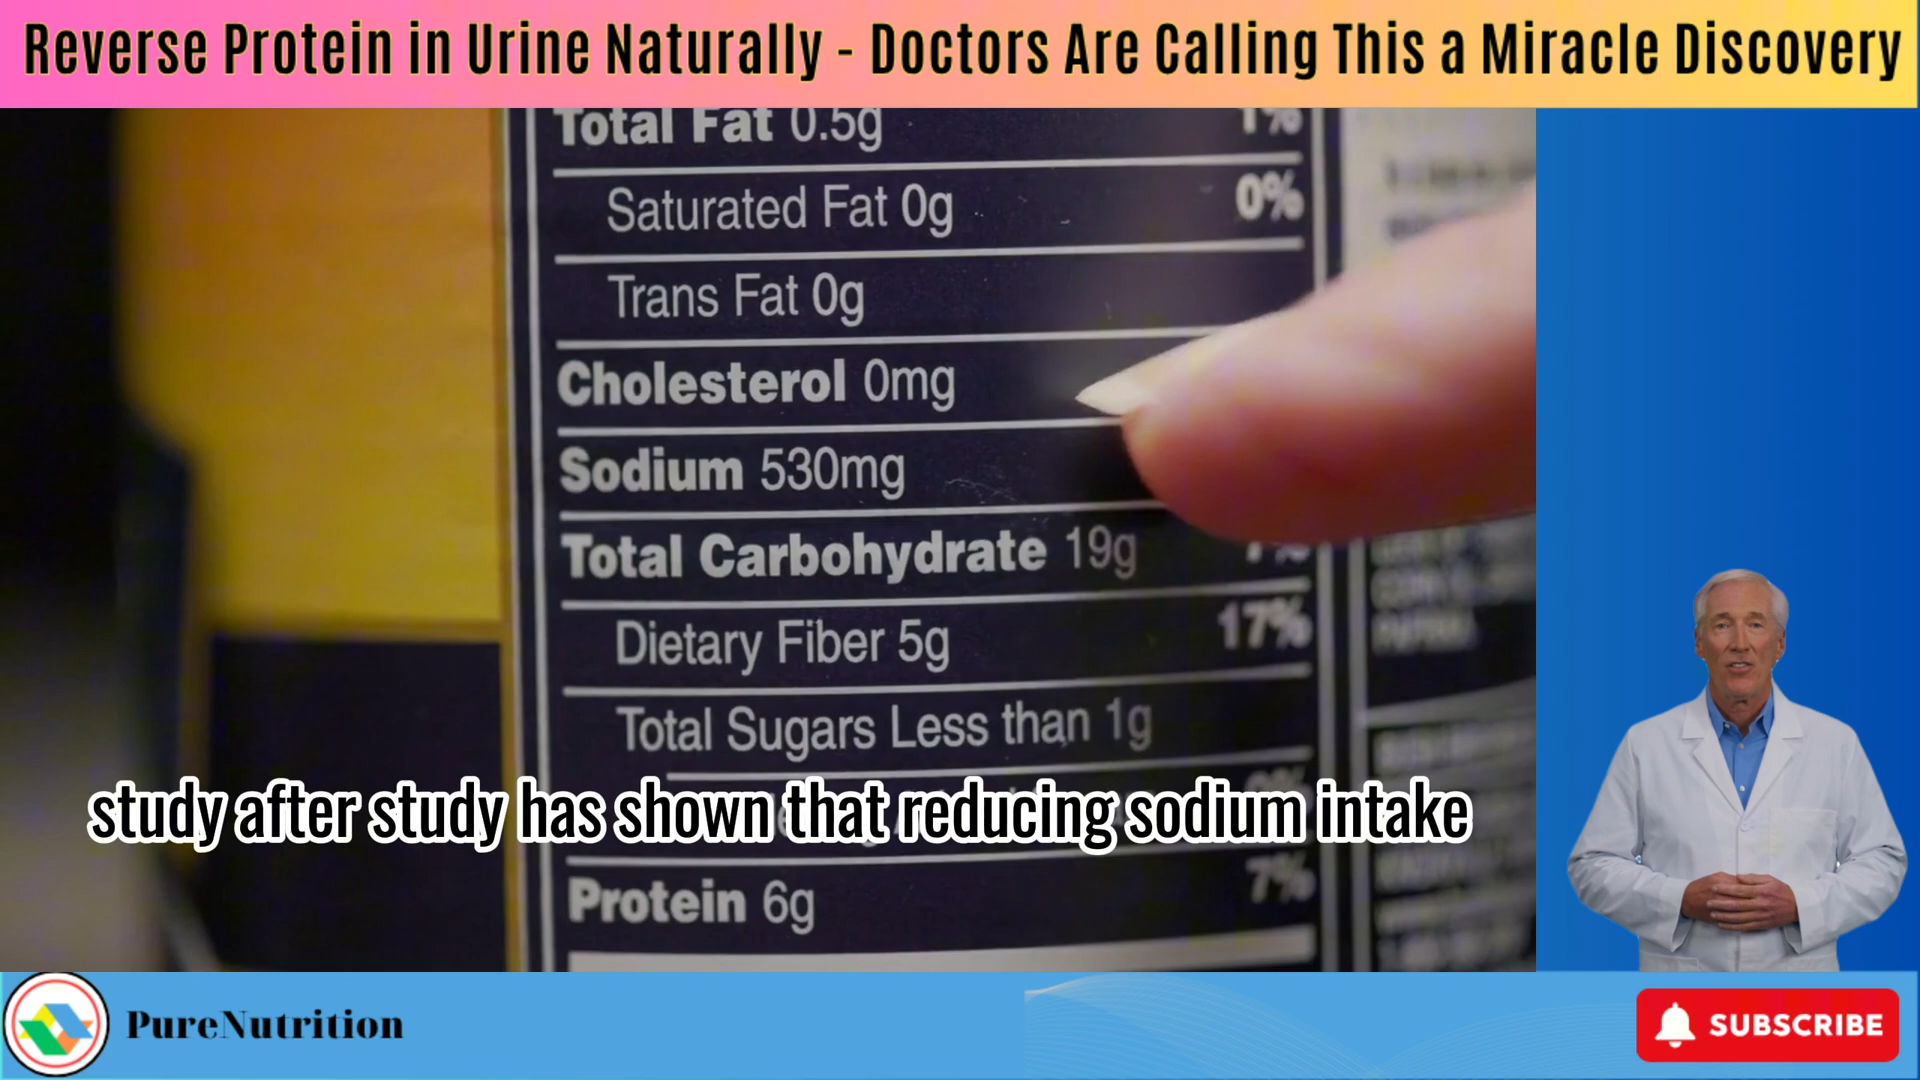 Reverse Protein in Urine Naturally - Doctors Are Calling This a Miracle Discovery
Total Fat 0.5g 1%
Saturated Fat 0g 0%
Trans Fat 0g
Cholesterol 0mg
Sodium 530mg
Total Carbohydrate 19g 7%
Dietary Fiber 5g 17%
Total Sugars Less than 1g
study after study has shown that reducing sodium intake
Protein 6g 7%
PureNutrition
SUBSCRIBE